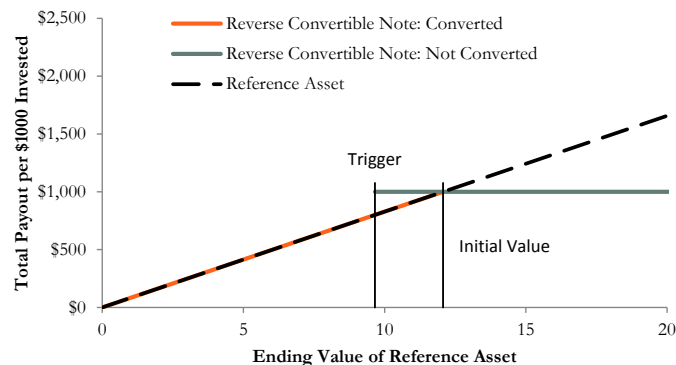 Total Payout per $1000 Invested
$2,500
$2,000
$1,500
$1,000
$500
$0
Reverse Convertible Note: Converted
Reverse Convertible Note: Not Converted
Reference Asset
Trigger
Initial Value
0
5
10
15
20
Ending Value of Reference Asset